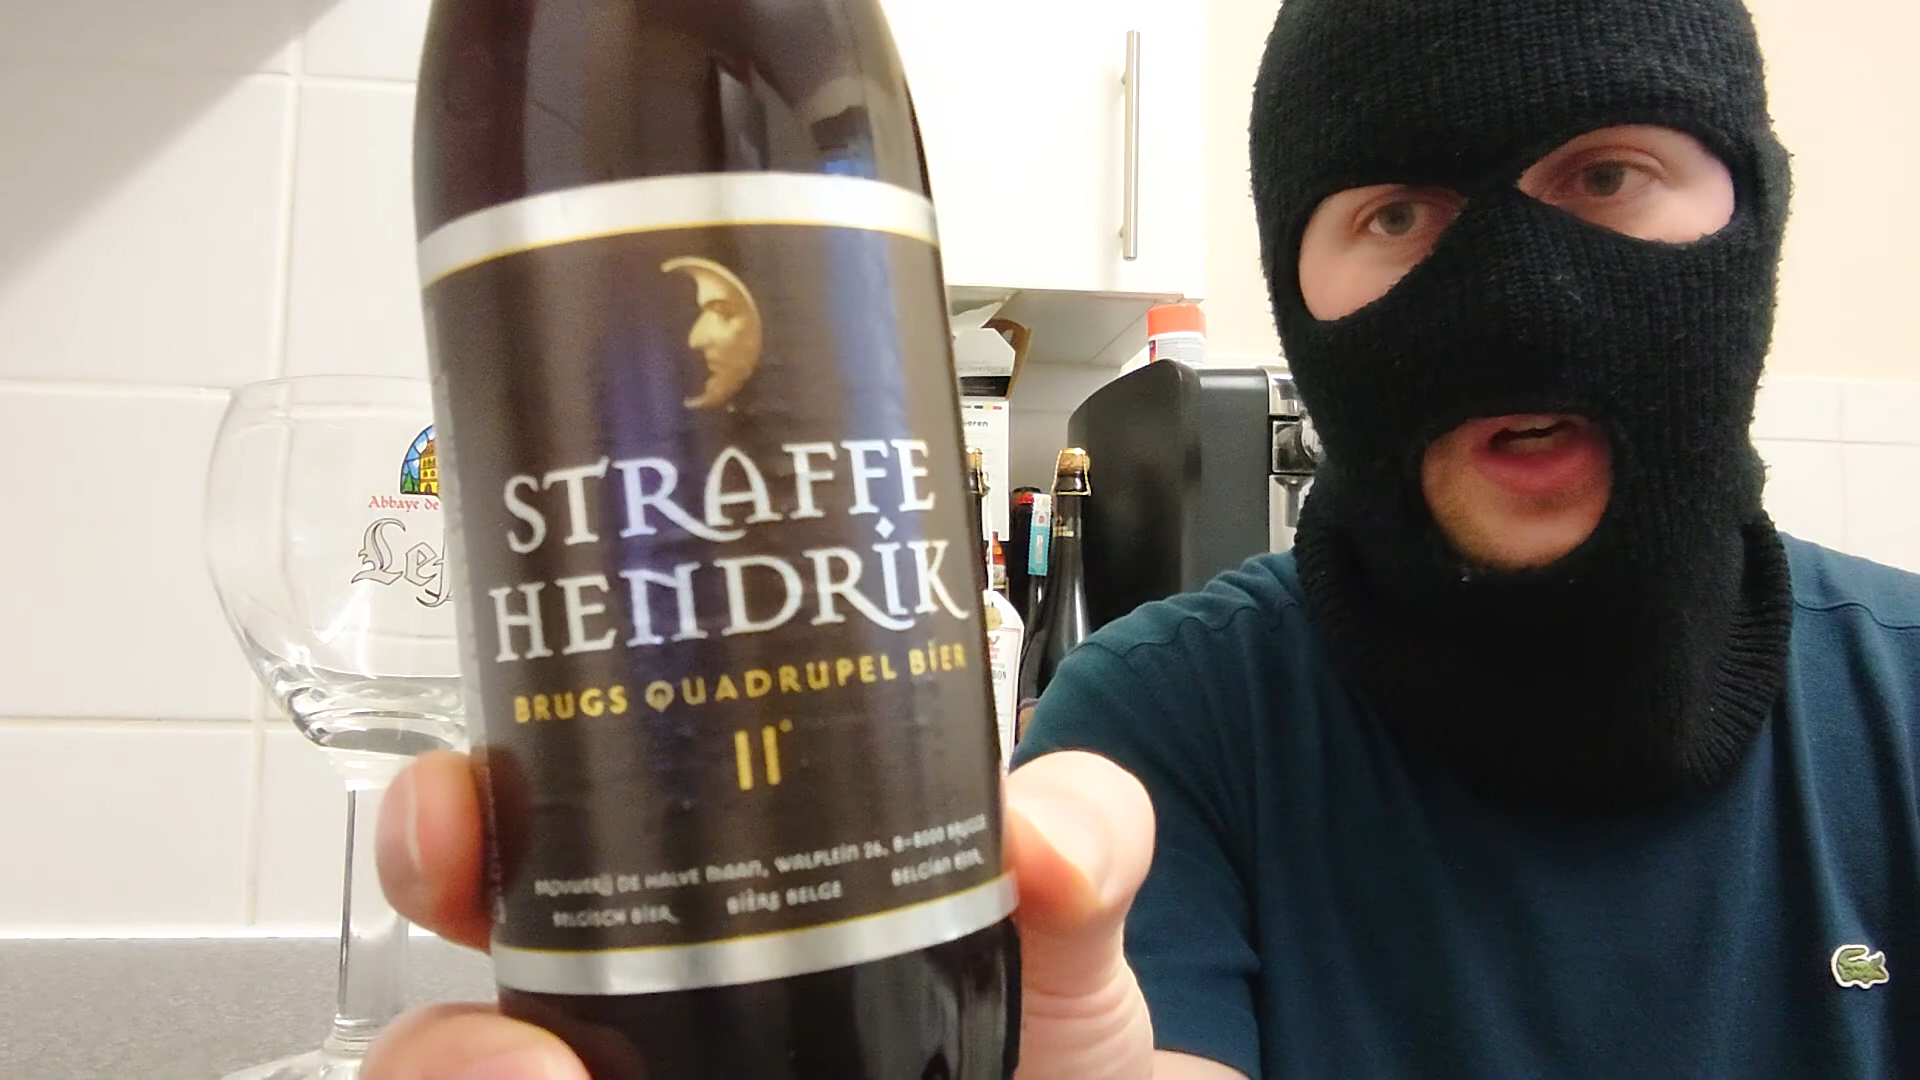 Abbaye de
Lef
STRAFFE
HENDRIK
BRUGS QUADRUPEL BIER
11°
BROUWERIJ DE HALVE MAAN, WALPLEIN 26, B-8000 BRUGGE
BELGISCH BIER, BIÈRE BELGE BELGIAN BEER,